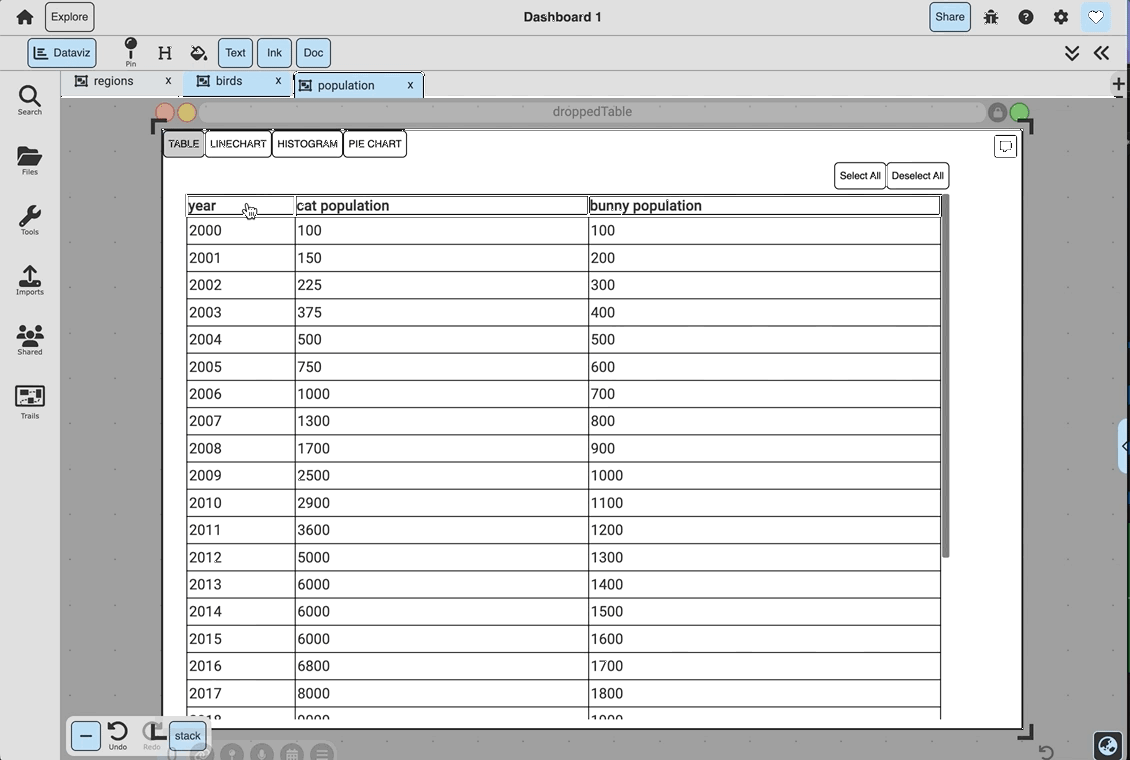 Explore
Dashboard 1
Share
Dataviz
Pin
H
Text
Ink
Doc
regions x
birds x
population x
Search
Files
Tools
Imports
Shared
Trails
droppedTable
TABLE LINECHART HISTOGRAM PIE CHART
Select All Deselect All
year cat population bunny population
2000 100 100
2001 150 200
2002 225 300
2003 375 400
2004 500 500
2005 750 600
2006 1000 700
2007 1300 800
2008 1700 900
2009 2500 1000
2010 2900 1100
2011 3600 1200
2012 5000 1300
2013 6000 1400
2014 6000 1500
2015 6000 1600
2016 6800 1700
2017 8000 1800
Undo
Redo
stack